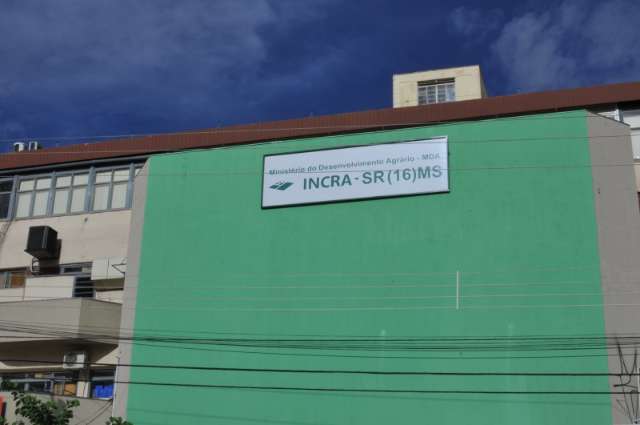 Ministério do Desenvolvimento Agrário - MDA
INCRA - SR(16)MS